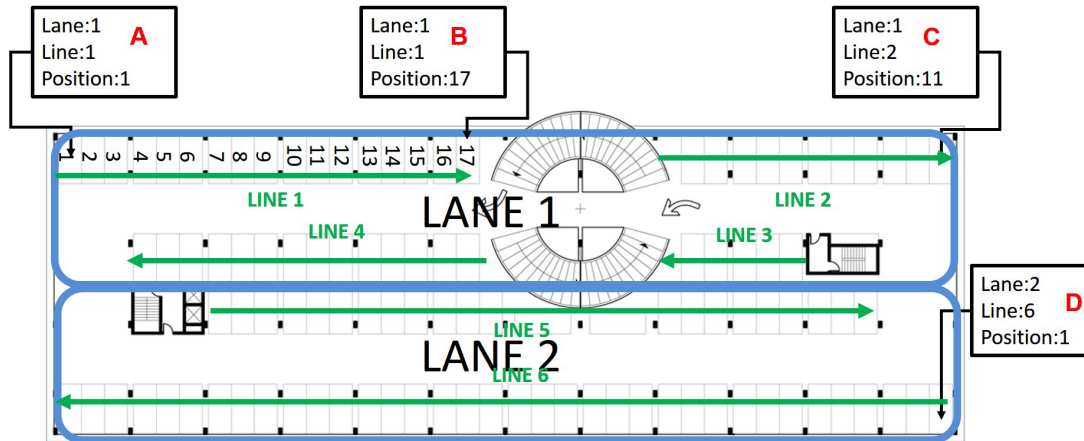 Lane:1
Line:1
Position:1
A
Lane:1
Line:1
Position:17
B
Lane:1
Line:2
Position:11
C
1 2 3 4 5 6 7 8 9 10 11 12 13 14 15 16 17
LINE 1
LINE 2
LANE 1
LINE 4
LINE 3
Lane:2
Line:6
Position:1
D
LINE 5
LANE 2
LINE 6